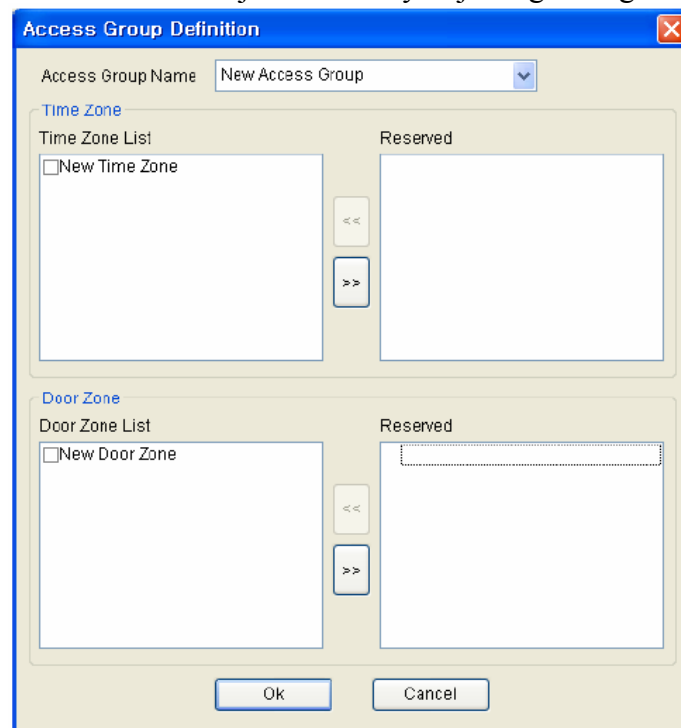 Access Group Definition
Access Group Name New Access Group
Time Zone
Time Zone List Reserved
New Time Zone
<<
>>
Door Zone
Door Zone List Reserved
New Door Zone
<<
>>
Ok Cancel